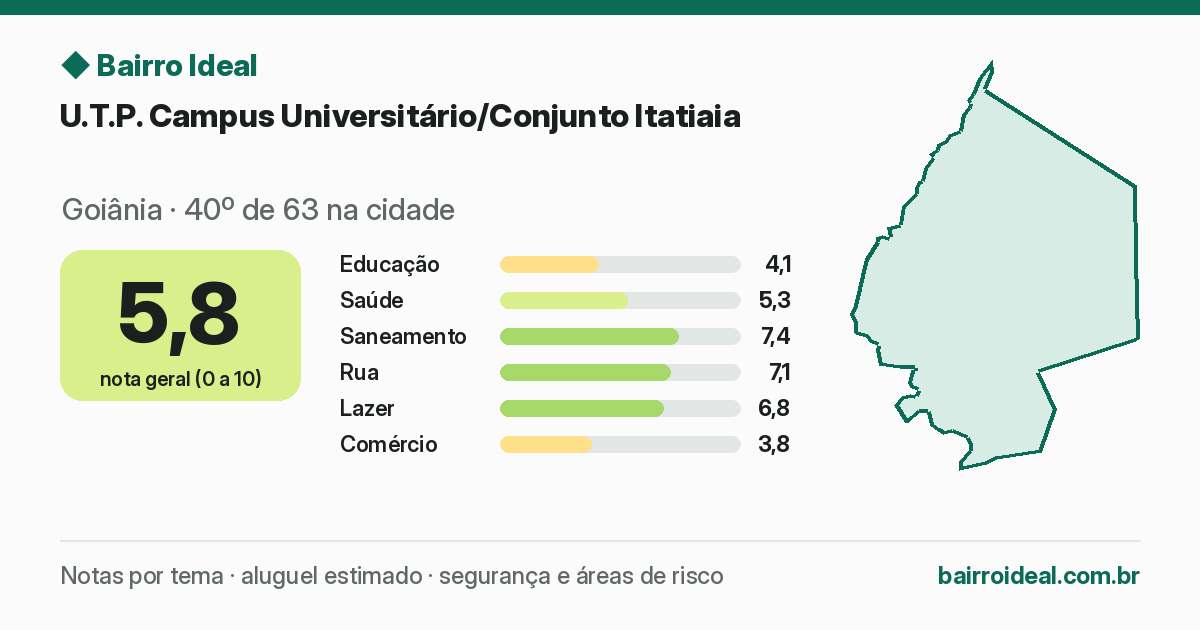 Bairro Ideal
U.T.P. Campus Universitário/Conjunto Itatiaia
Goiânia · 40º de 63 na cidade
5,8
nota geral (0 a 10)
Educação 4,1
Saúde 5,3
Saneamento 7,4
Rua 7,1
Lazer 6,8
Comércio 3,8
Notas por tema · aluguel estimado · segurança e áreas de risco
bairroideal.com.br